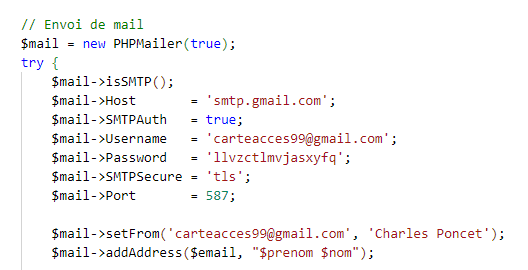 // Envoi de mail
$mail = new PHPMailer(true);
try {
    $mail->isSMTP();
    $mail->Host       = 'smtp.gmail.com';
    $mail->SMTPAuth   = true;
    $mail->Username   = 'carteacces99@gmail.com';
    $mail->Password   = 'llvzctlmvjasxyfq';
    $mail->SMTPSecure = 'tls';
    $mail->Port       = 587;

    $mail->setFrom('carteacces99@gmail.com', 'Charles Poncet');
    $mail->addAddress($email, "$prenom $nom");